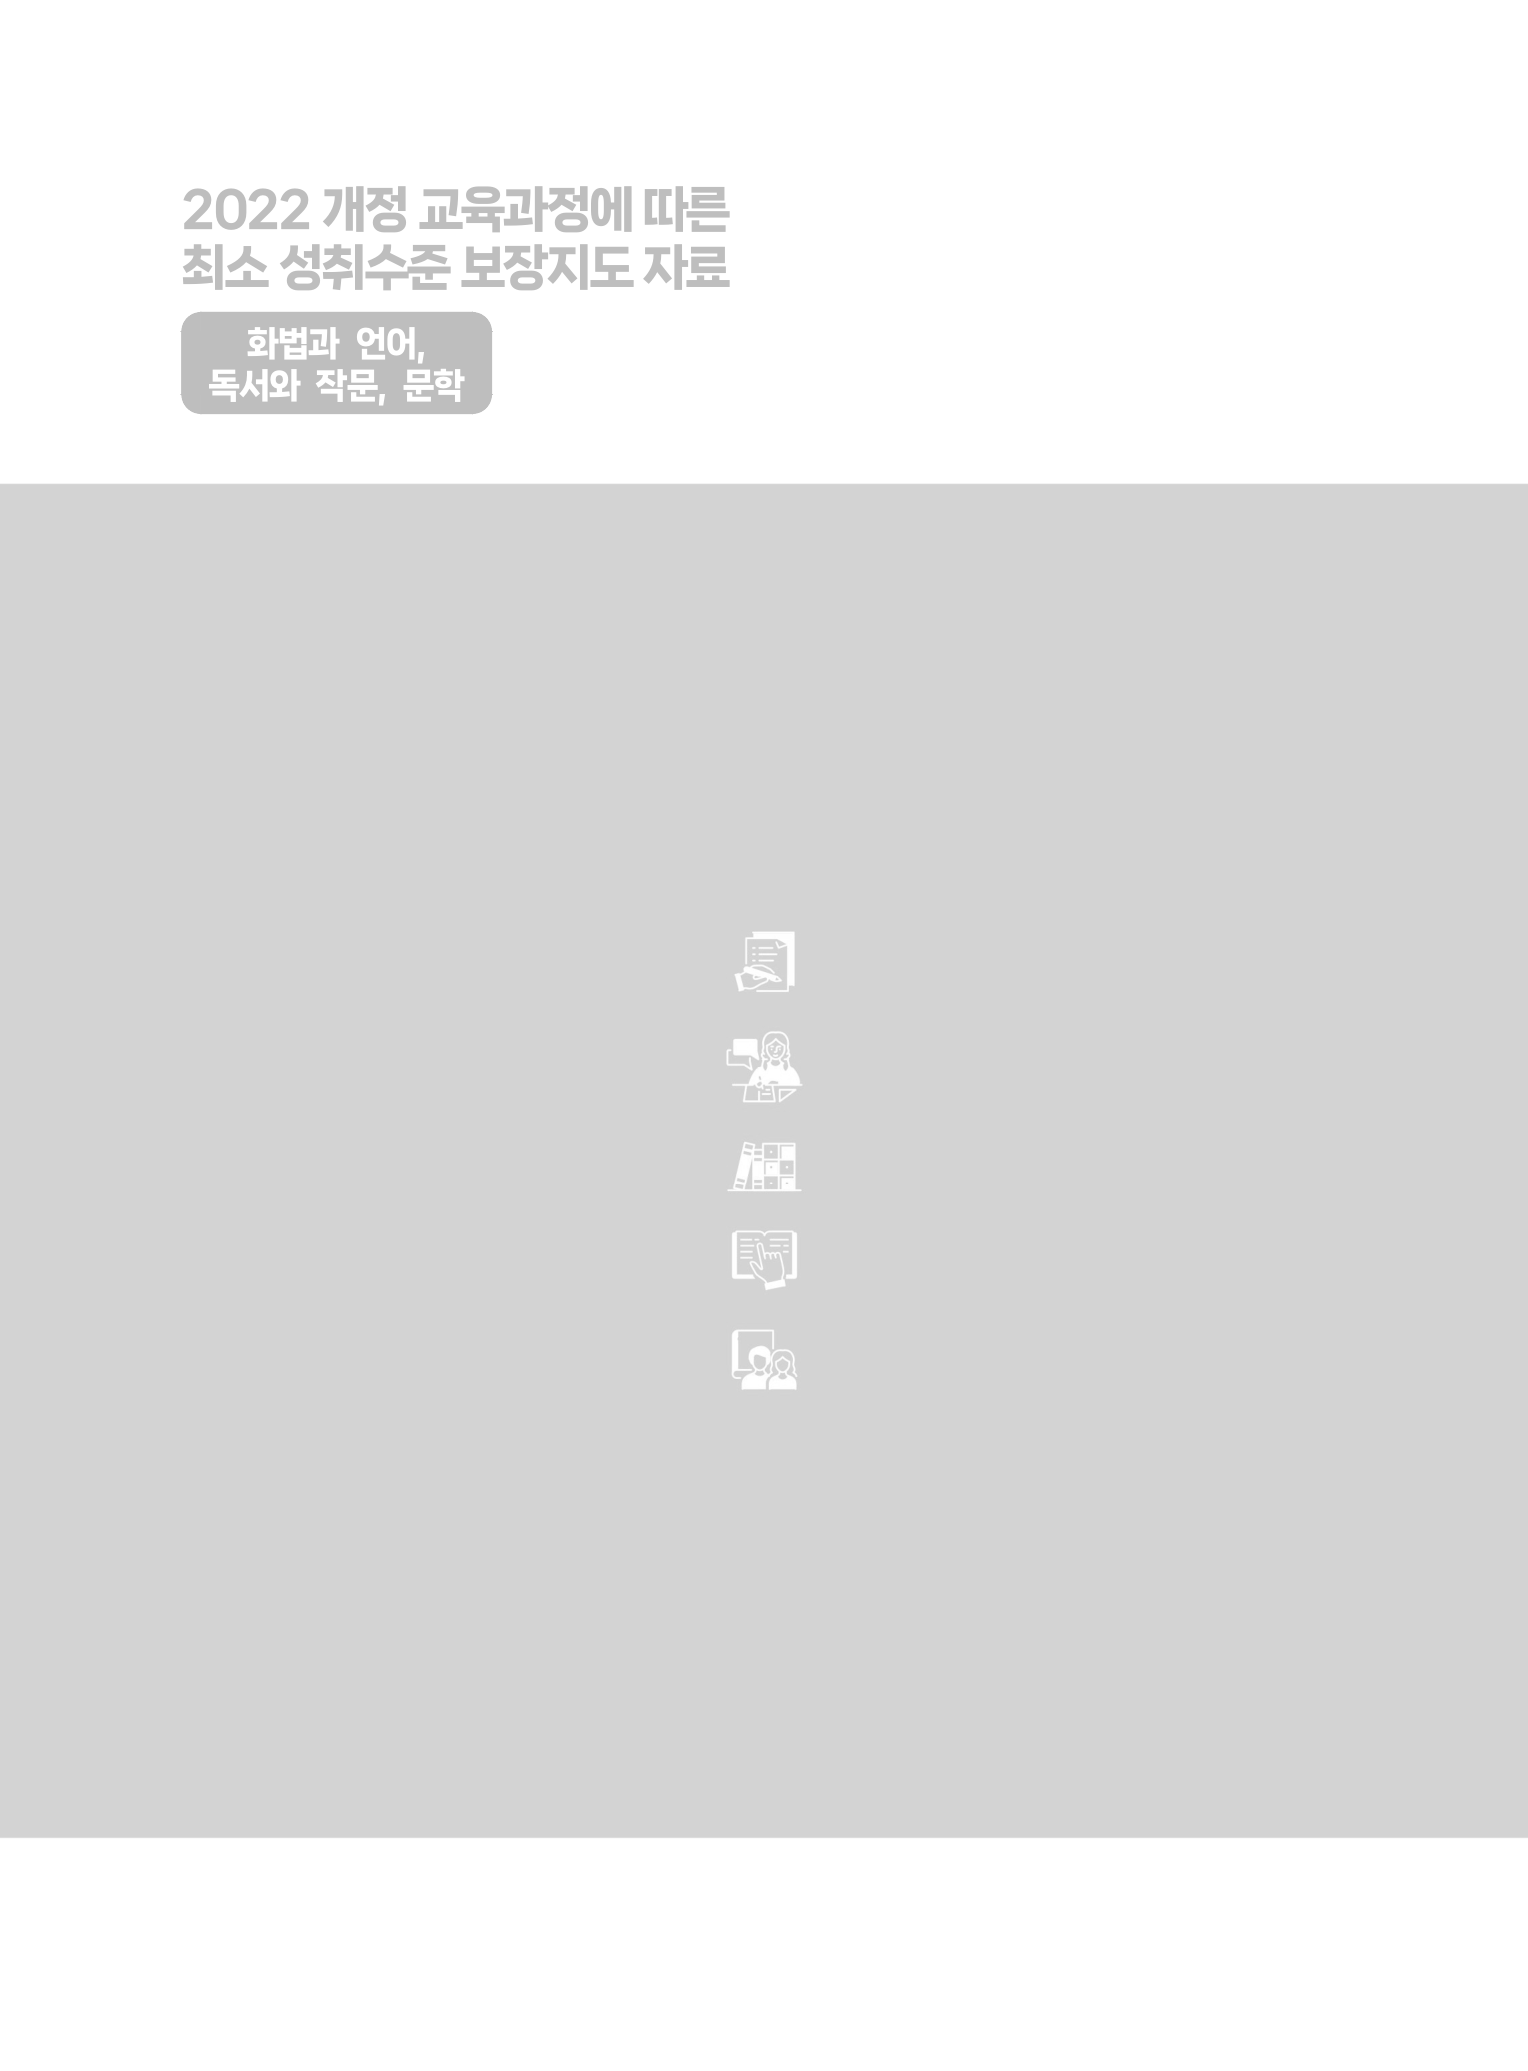 2022 개정 교육과정에 따른
최소 성취수준 보장지도 자료
화법과 언어,
독서와 작문, 문학